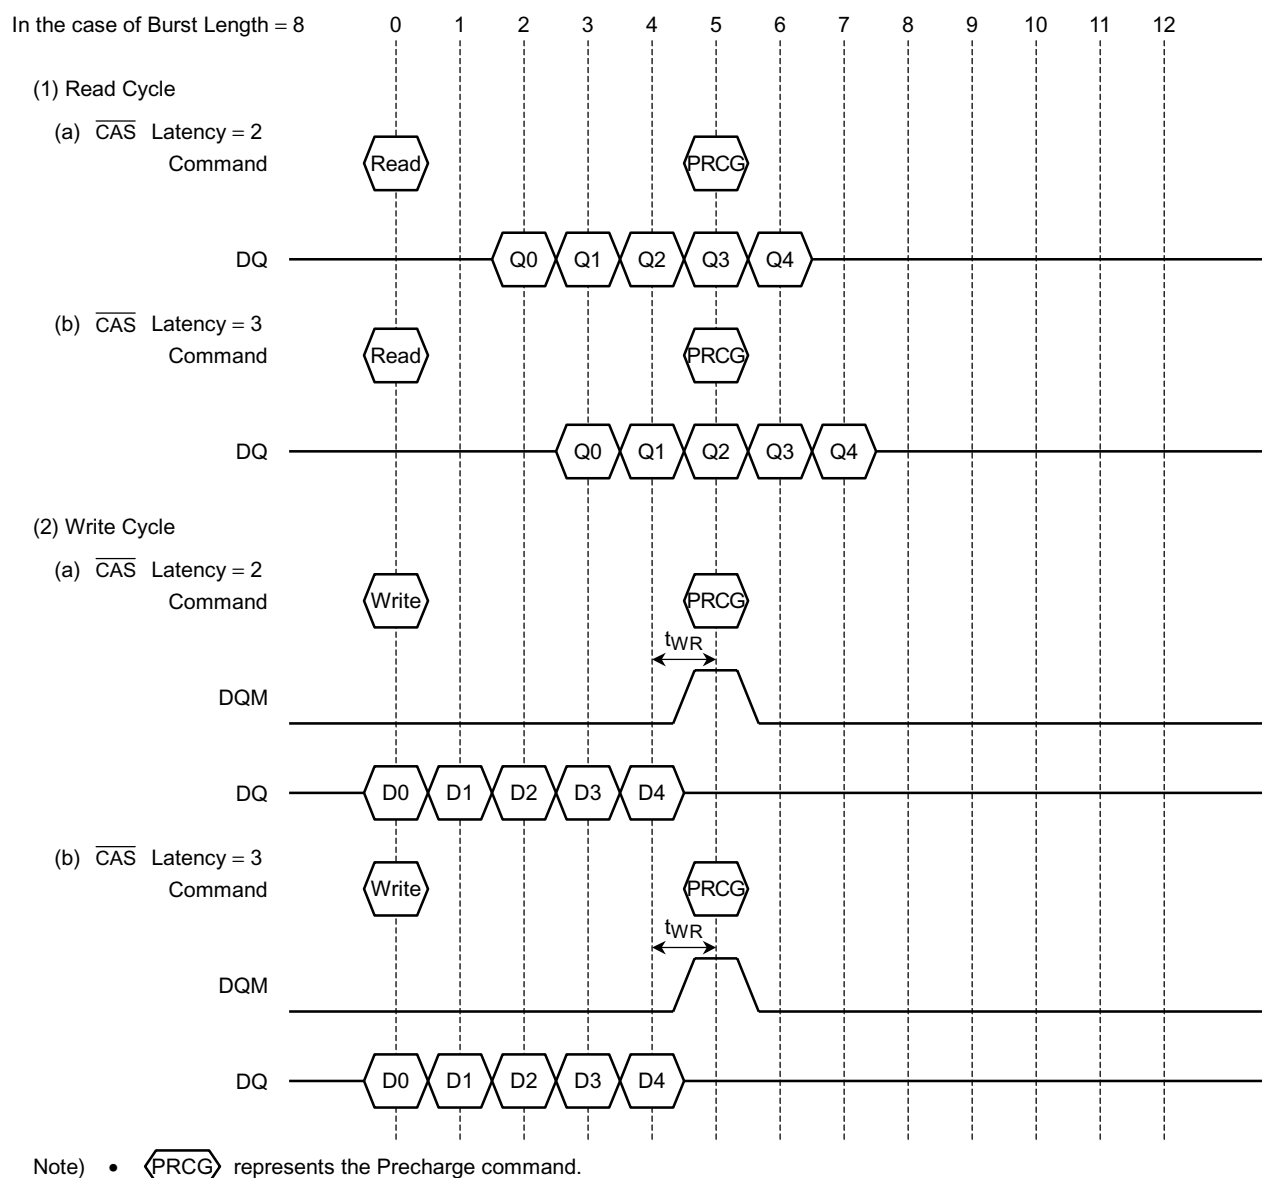 In the case of Burst Length = 8 0 1 2 3 4 5 6 7 8 9 10 11 12
(1) Read Cycle
(a) CAS Latency = 2
Command Read PRCG
DQ Q0 Q1 Q2 Q3 Q4
(b) CAS Latency = 3
Command Read PRCG
DQ Q0 Q1 Q2 Q3 Q4
(2) Write Cycle
(a) CAS Latency = 2
Command Write PRCG
tWR
DQM
DQ D0 D1 D2 D3 D4
(b) CAS Latency = 3
Command Write PRCG
tWR
DQM
DQ D0 D1 D2 D3 D4
Note) • PRCG represents the Precharge command.